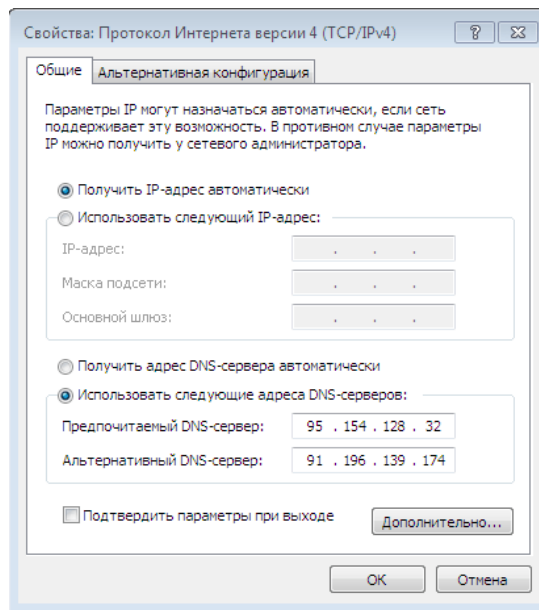 Свойства: Протокол Интернета версии 4 (TCP/IPv4)
Общие Альтернативная конфигурация
Параметры IP могут назначаться автоматически, если сеть
поддерживает эту возможность. В противном случае параметры
IP можно получить у сетевого администратора.
Получить IP-адрес автоматически
Использовать следующий IP-адрес:
IP-адрес: . . .
Маска подсети: . . .
Основной шлюз: . . .
Получить адрес DNS-сервера автоматически
Использовать следующие адреса DNS-серверов:
Предпочитаемый DNS-сервер: 95 . 154 . 128 . 32
Альтернативный DNS-сервер: 91 . 196 . 139 . 174
Подтвердить параметры при выходе
Дополнительно...
ОК Отмена